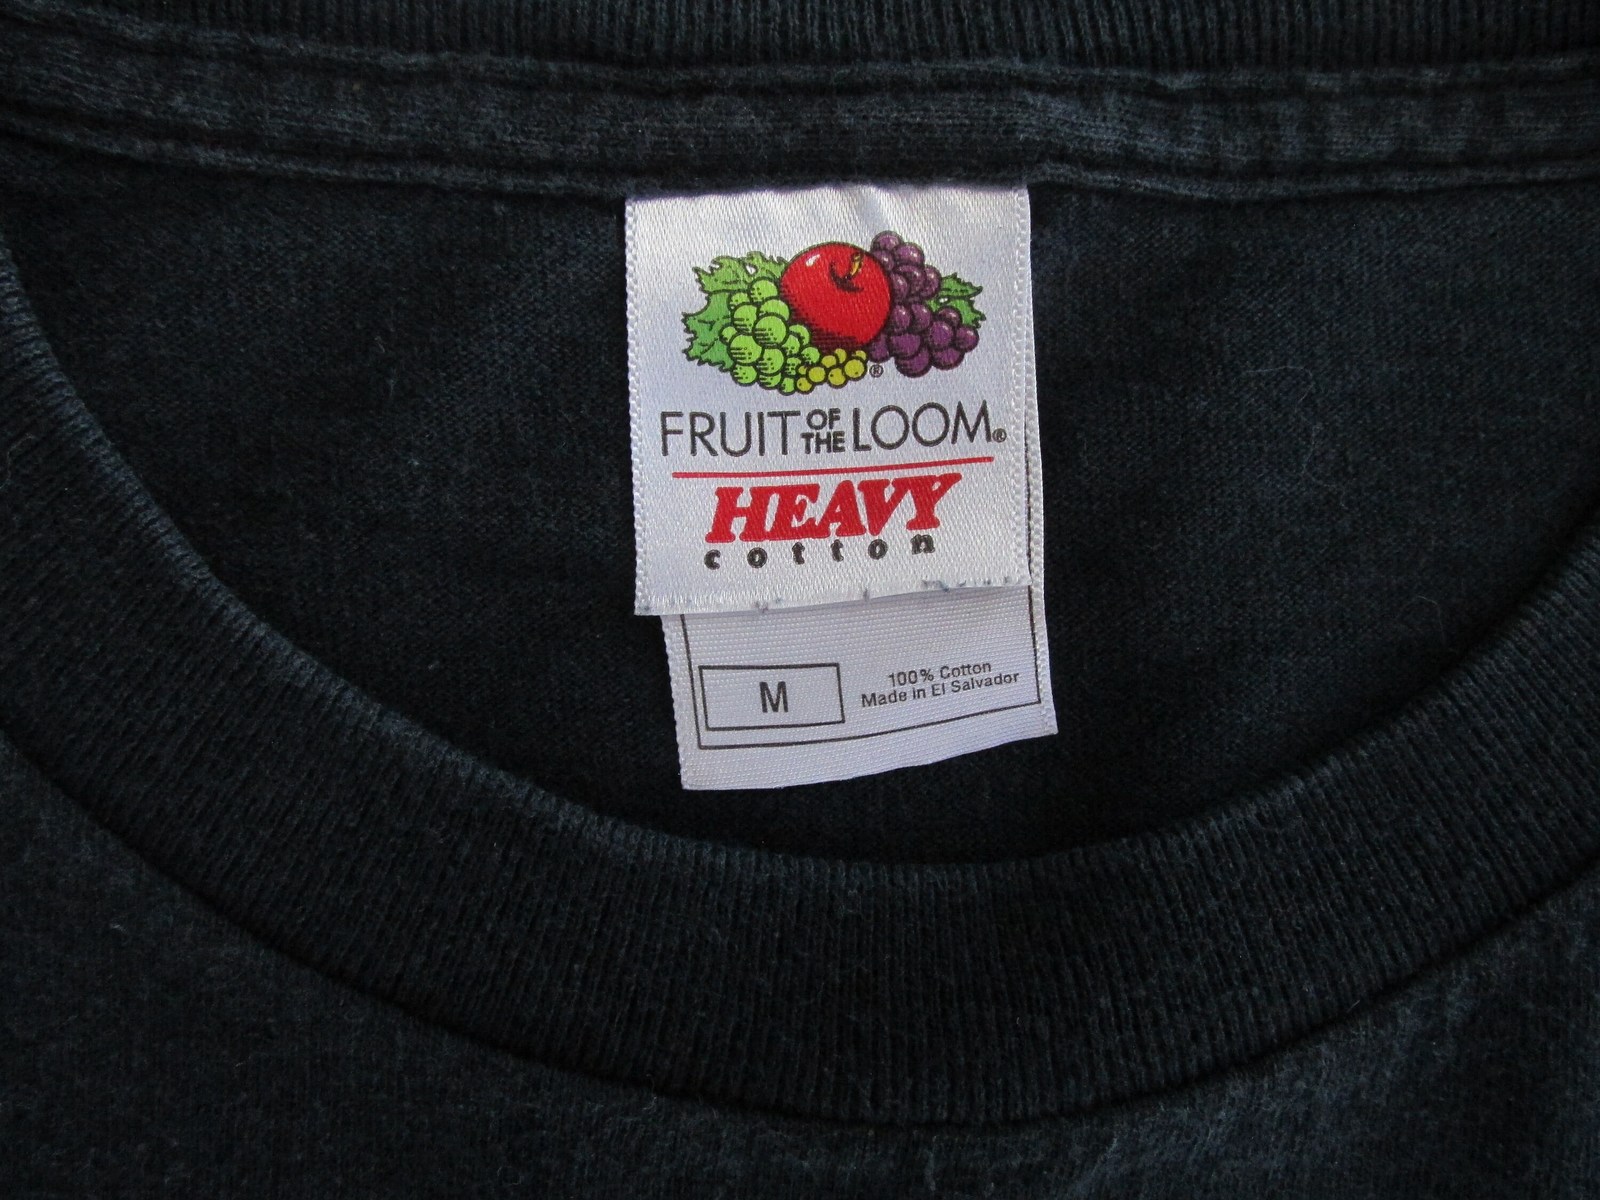 ®
FRUIT OF THE LOOM®
HEAVY
cotton
M
100% Cotton
Made in El Salvador